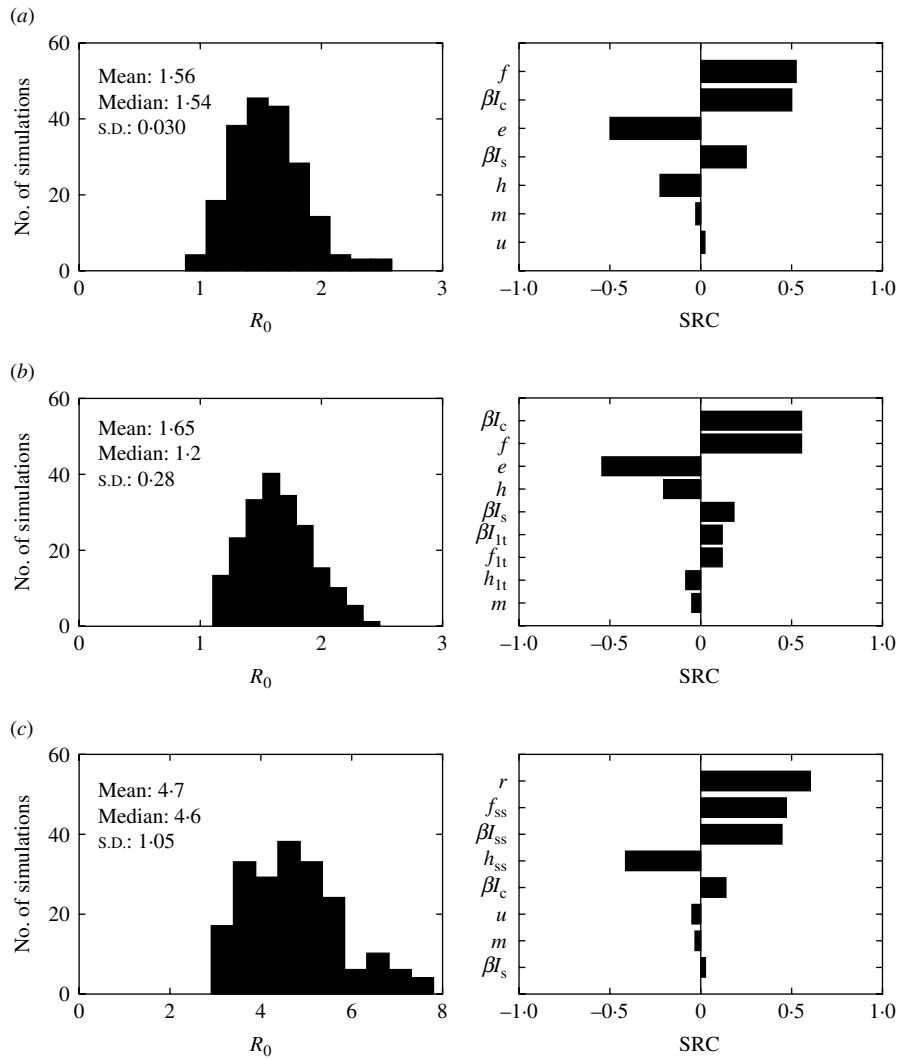 (a)
60
40
20
0
No. of simulations
Mean: 1·56
Median: 1·54
S.D.: 0·030
0 1 2 3
R0
f
βIc
e
βIs
h
m
u
−1·0 −0·5 0 0·5 1·0
SRC
(b)
60
40
20
0
No. of simulations
Mean: 1·65
Median: 1·2
S.D.: 0·28
0 1 2 3
R0
βIc
f
e
h
βIs
βI1t
f1t
h1t
m
−1·0 −0·5 0 0·5 1·0
SRC
(c)
60
40
20
0
No. of simulations
Mean: 4·7
Median: 4·6
S.D.: 1·05
0 2 4 6 8
R0
r
fss
βIss
hss
βIc
u
m
βIs
−1·0 −0·5 0 0·5 1·0
SRC